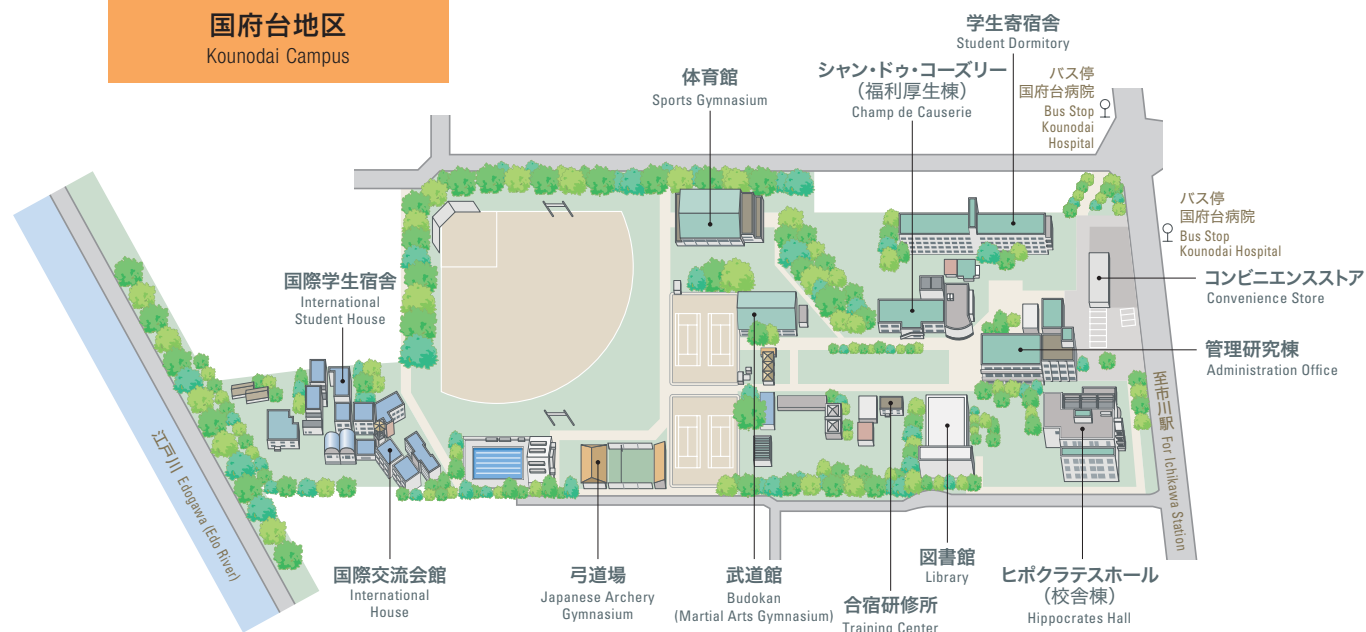 国府台地区
Kounodai Campus
学生寄宿舎
Student Dormitory
体育館
Sports Gymnasium
シャン・ドゥ・コーズリー
（福利厚生棟）
Champ de Causerie
バス停
国府台病院
Bus Stop
Kounodai
Hospital
バス停
国府台病院
Bus Stop
Kounodai Hospital
国際学生宿舎
International
Student House
コンビニエンスストア
Convenience Store
管理研究棟
Administration Office
至市川駅 For Ichikawa Station
江戸川 Edogawa (Edo River)
国際交流会館
International
House
弓道場
Japanese Archery
Gymnasium
武道館
Budokan
(Martial Arts Gymnasium)
合宿研修所
Training Center
図書館
Library
ヒポクラテスホール
（校舎棟）
Hippocrates Hall